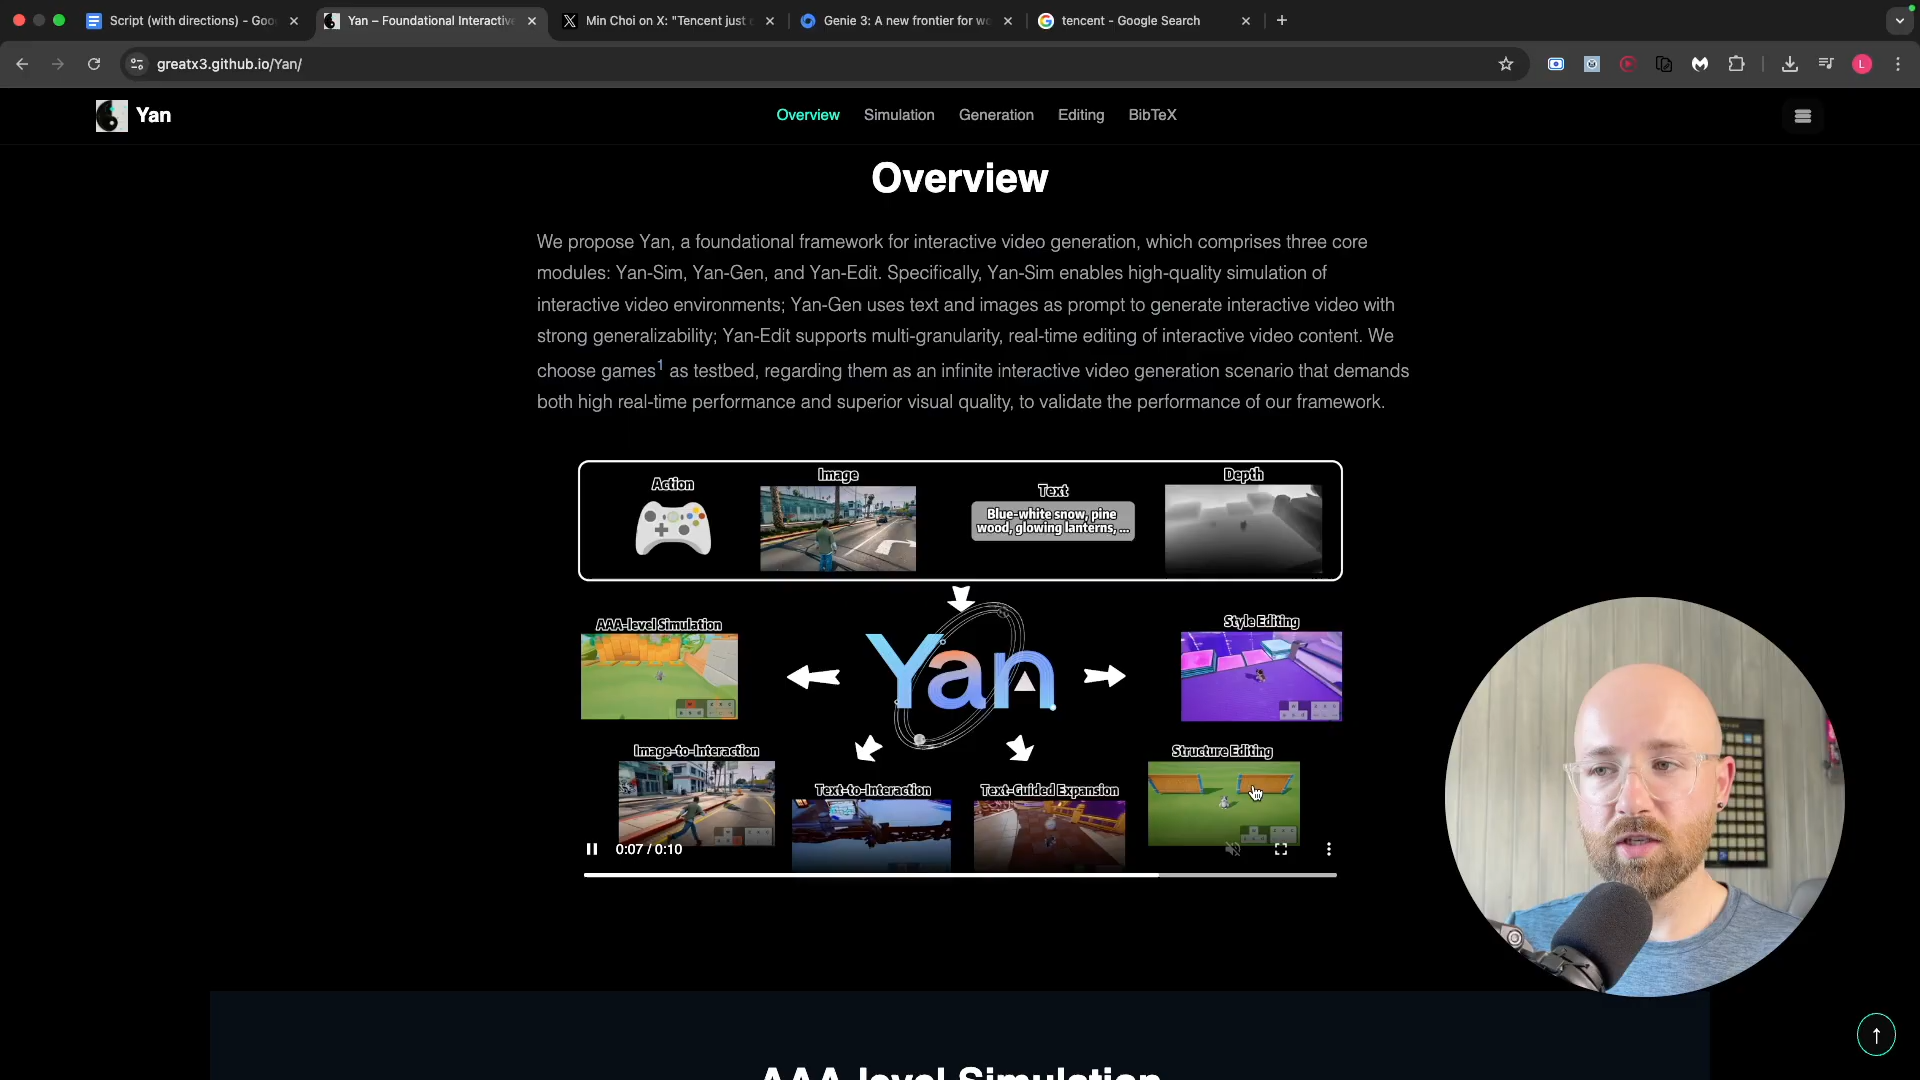 Script (with directions) - Goo
Yan – Foundational Interactive
Min Choi on X: "Tencent just
Genie 3: A new frontier for wo
tencent - Google Search
greatx3.github.io/Yan/
L
Yan
Overview
Simulation
Generation
Editing
BibTeX
Overview
We propose Yan, a foundational framework for interactive video generation, which comprises three core
modules: Yan-Sim, Yan-Gen, and Yan-Edit. Specifically, Yan-Sim enables high-quality simulation of
interactive video environments; Yan-Gen uses text and images as prompt to generate interactive video with
strong generalizability; Yan-Edit supports multi-granularity, real-time editing of interactive video content. We
choose games1 as testbed, regarding them as an infinite interactive video generation scenario that demands
both high real-time performance and superior visual quality, to validate the performance of our framework.
Action
Image
Text
Depth
Blue-white snow, pine
wood, glowing lanterns, ...
AAA-level Simulation
Yan
Style Editing
Image-to-Interaction
Text-to-Interaction
Text-Guided Expansion
Structure Editing
0:07 / 0:10
AAA-level Simulation